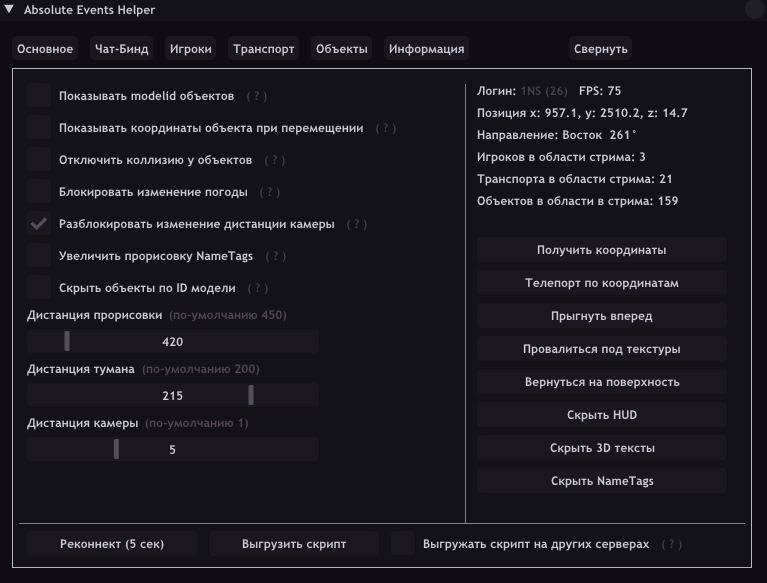 Absolute Events Helper
Основное Чат-Бинд Игроки Транспорт Объекты Информация Свернуть
Показывать modelid объектов ( ? )
Показывать координаты объекта при перемещении ( ? )
Отключить коллизию у объектов ( ? )
Блокировать изменение погоды ( ? )
Разблокировать изменение дистанции камеры ( ? )
Увеличить прорисовку NameTags ( ? )
Скрыть объекты по ID модели ( ? )
Дистанция прорисовки (по-умолчанию 450)
420
Дистанция тумана (по-умолчанию 200)
215
Дистанция камеры (по-умолчанию 1)
5
Логин: 1NS (26) FPS: 75
Позиция x: 957.1, y: 2510.2, z: 14.7
Направление: Восток 261°
Игроков в области стрима: 3
Транспорта в области стрима: 21
Объектов в области в стрима: 159
Получить координаты
Телепорт по координатам
Прыгнуть вперед
Провалиться под текстуры
Вернуться на поверхность
Скрыть HUD
Скрыть 3D тексты
Скрыть NameTags
Реконнект (5 сек) Выгрузить скрипт Выгружать скрипт на других серверах ( ? )